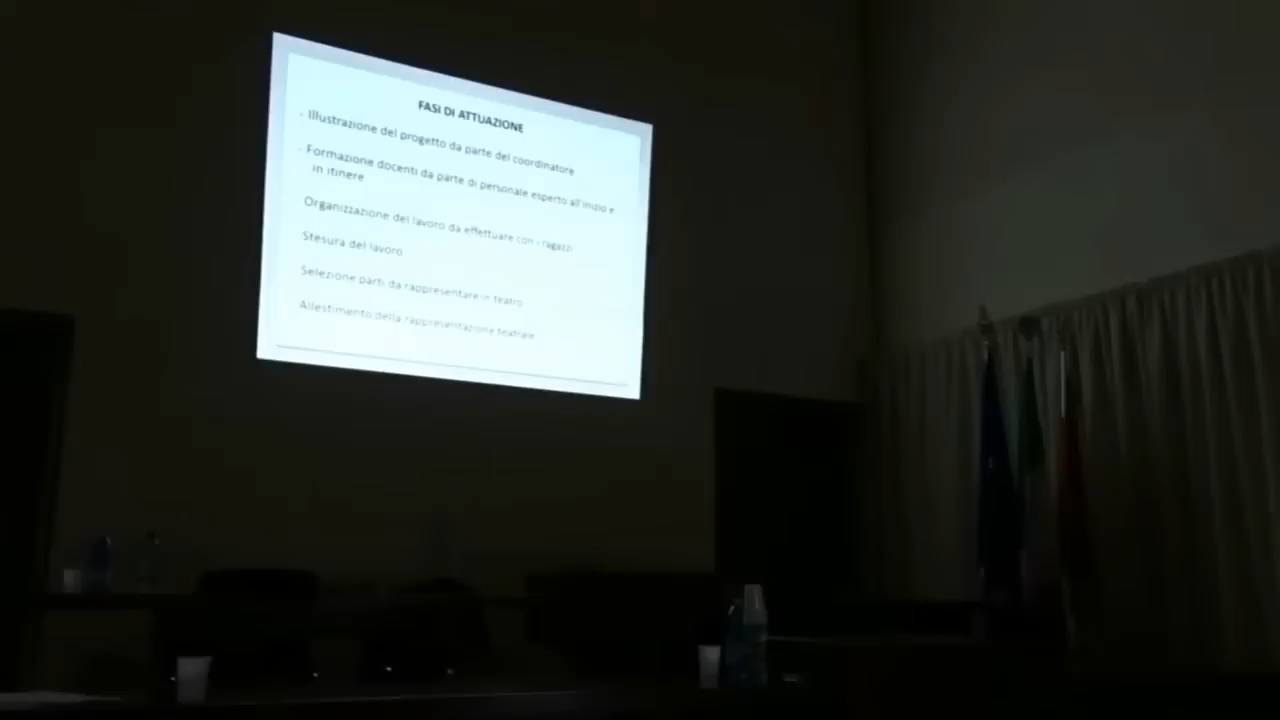 FASI DI ATTUAZIONE
- Illustrazione del progetto da parte del coordinatore
- Formazione docenti da parte di personale esperto all'inizio e
in itinere
Organizzazione del lavoro da effettuare con i ragazzi
Stesura del lavoro
Selezione parti da rappresentare in teatro
Allestimento della rappresentazione teatrale